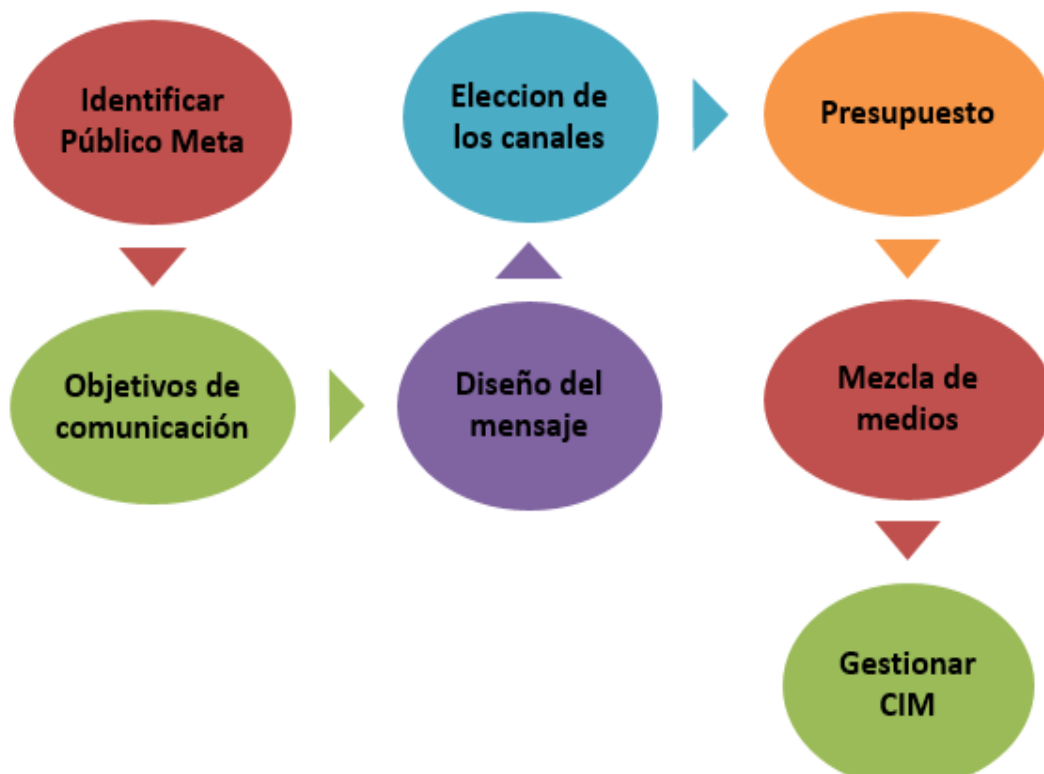 Identificar
Público Meta
Objetivos de
comunicación
Diseño del
mensaje
Eleccion de
los canales
Presupuesto
Mezcla de
medios
Gestionar
CIM